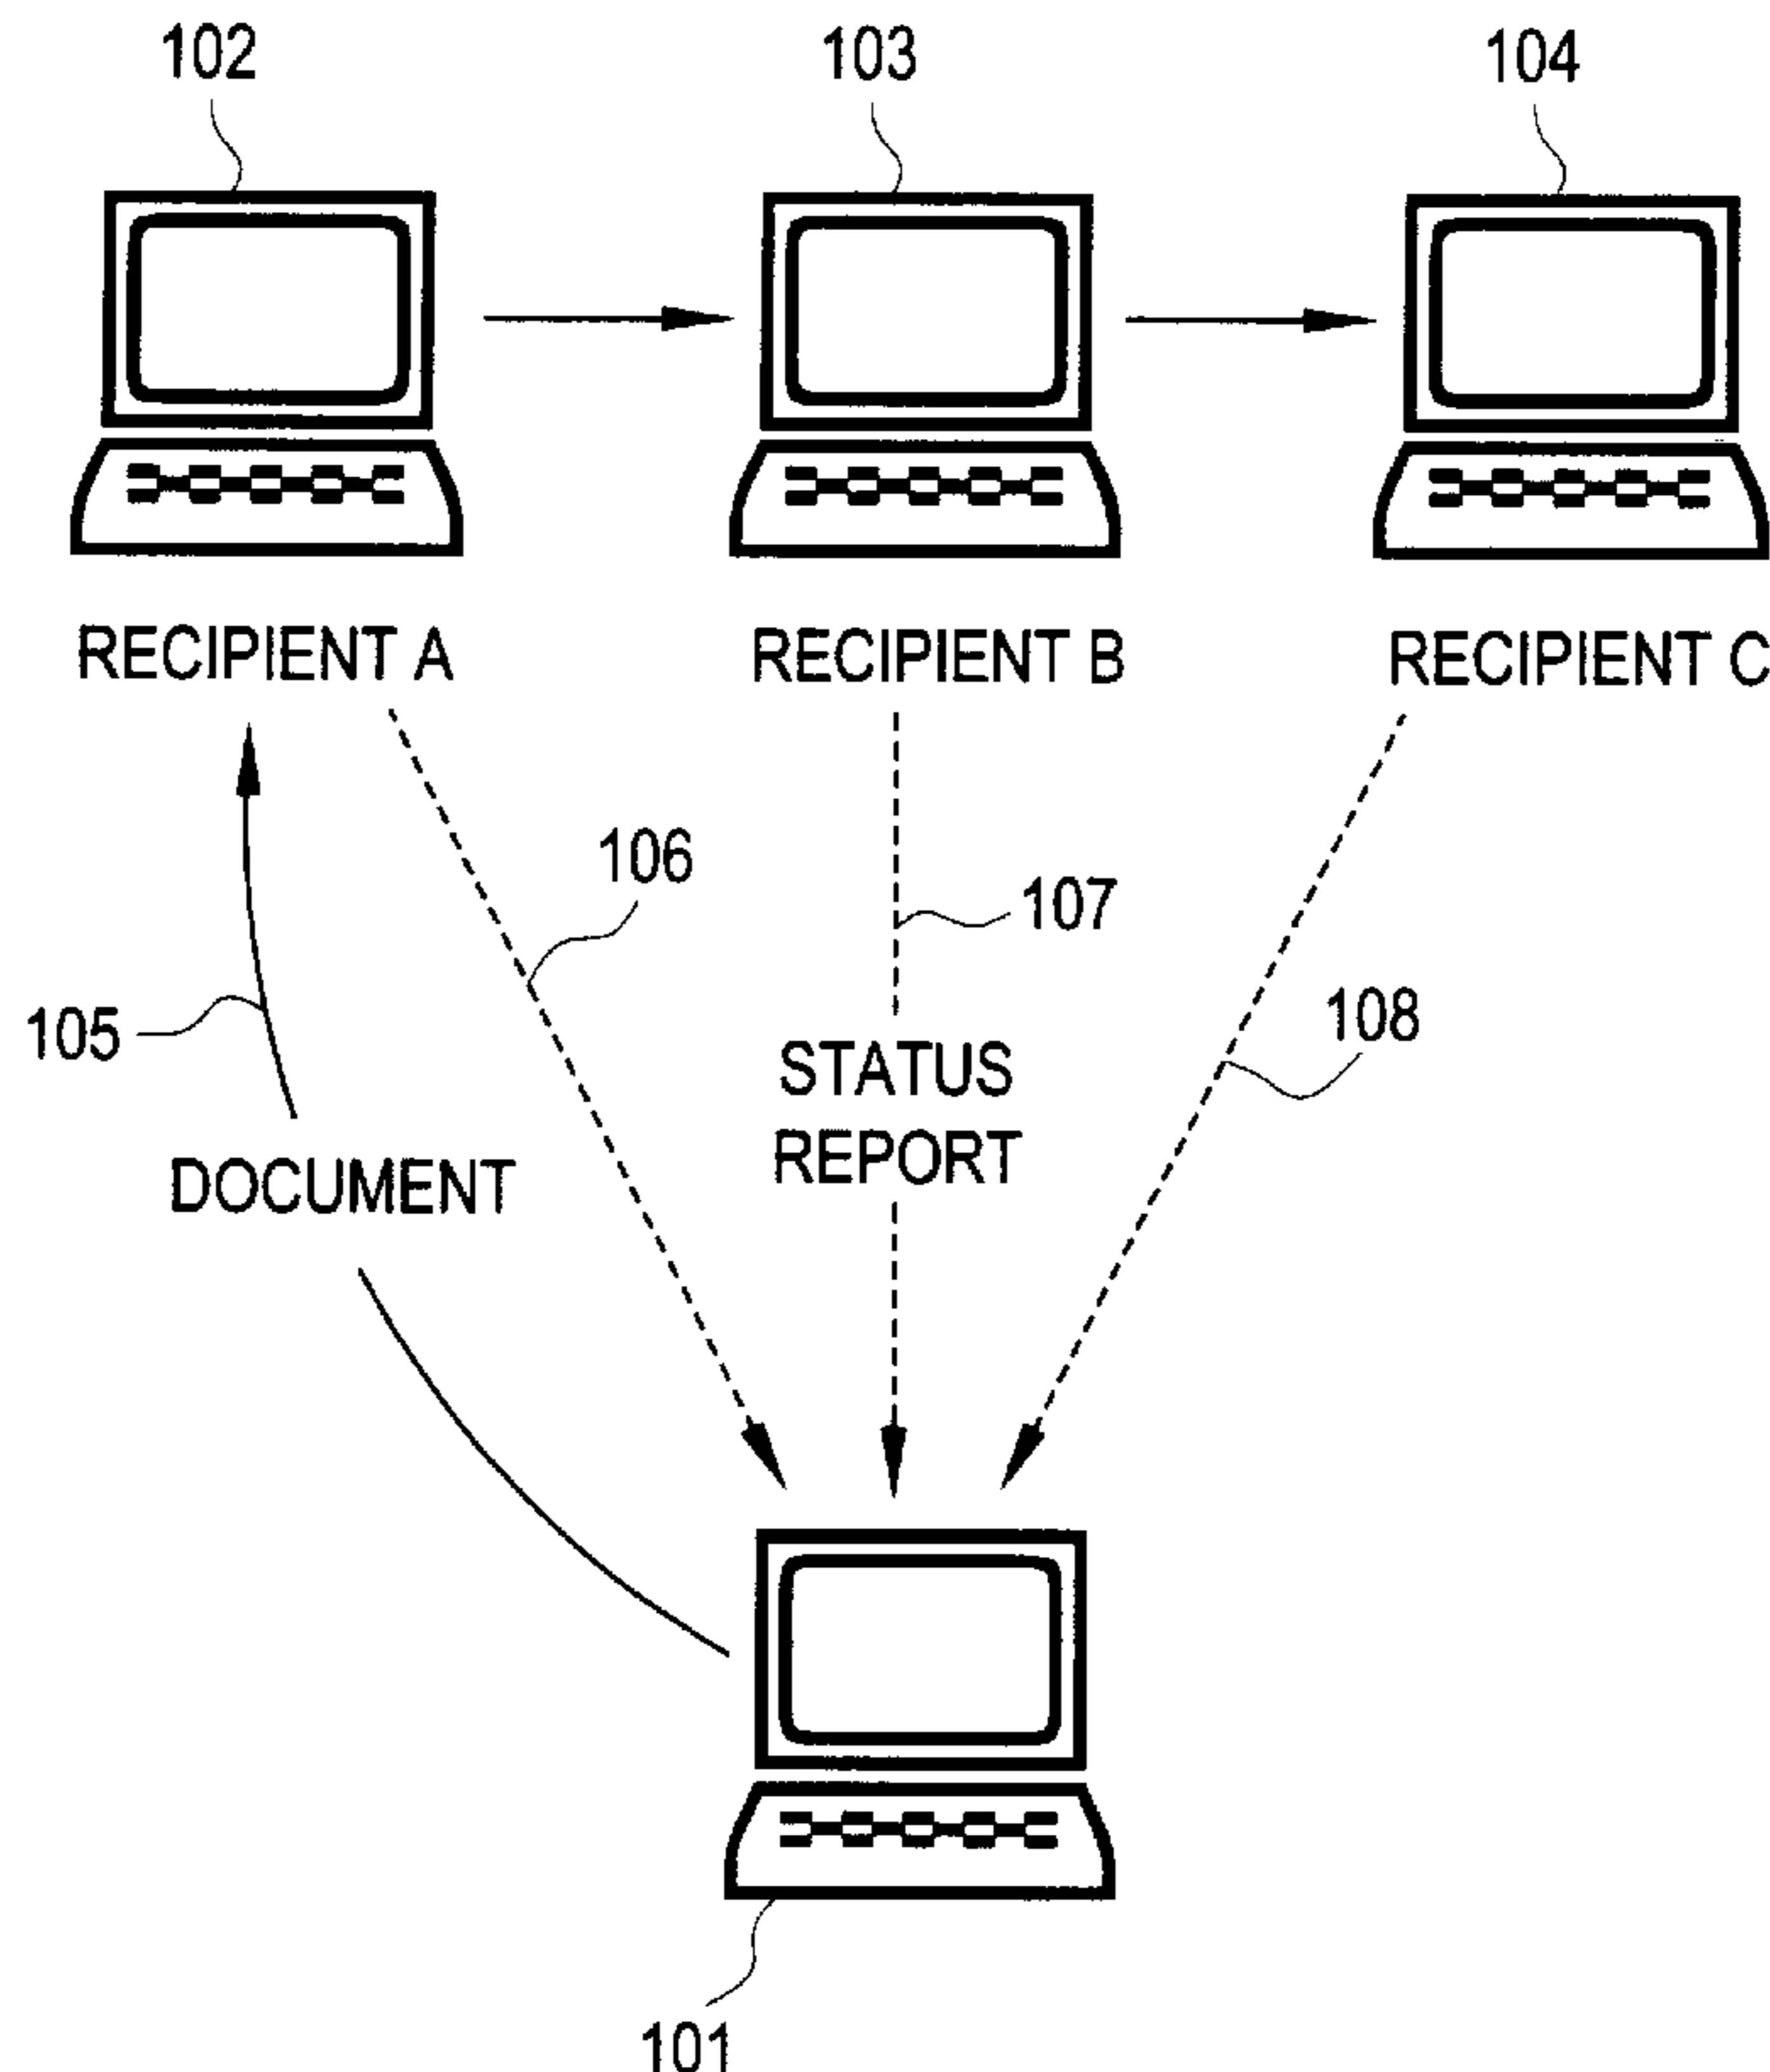 102
103
104
RECIPIENT A
RECIPIENT B
RECIPIENT C
106
107
105
108
STATUS
REPORT
DOCUMENT
101